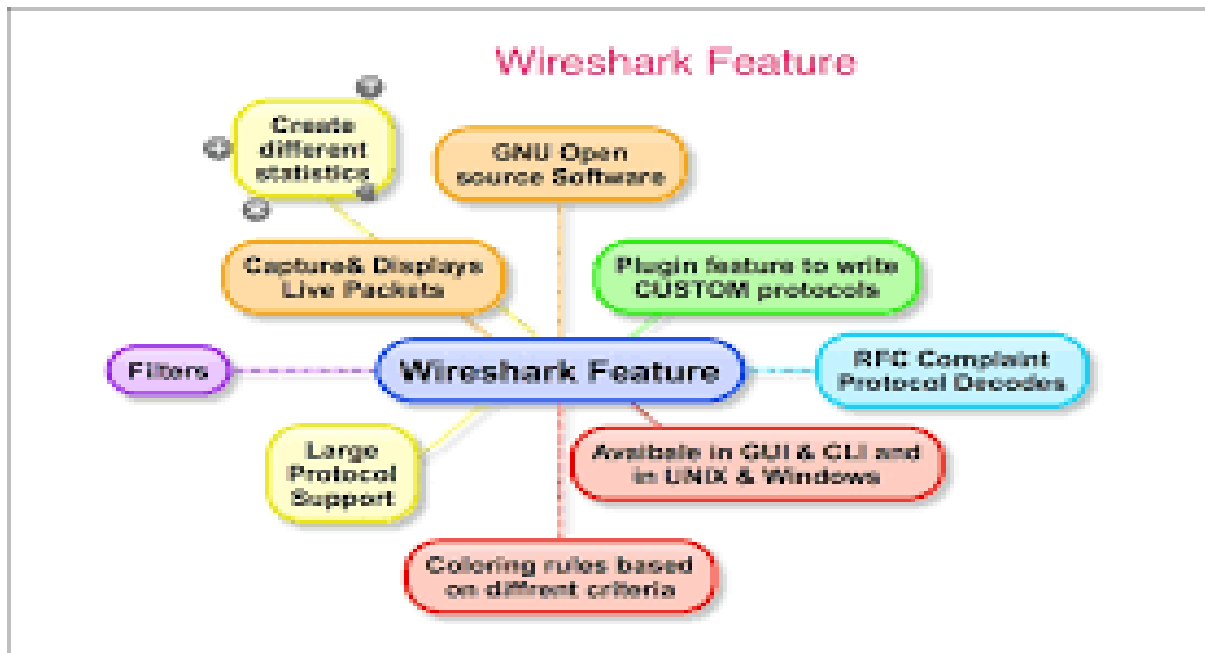 Wireshark Feature
Create
different
statistics
GNU Open
source Software
Capture& Displays
Live Packets
Plugin feature to write
CUSTOM protocols
Filters
Wireshark Feature
RFC Complaint
Protocol Decodes
Large
Protocol
Support
Avaibale in GUI & CLI and
in UNIX & Windows
Coloring rules based
on diffrent criteria